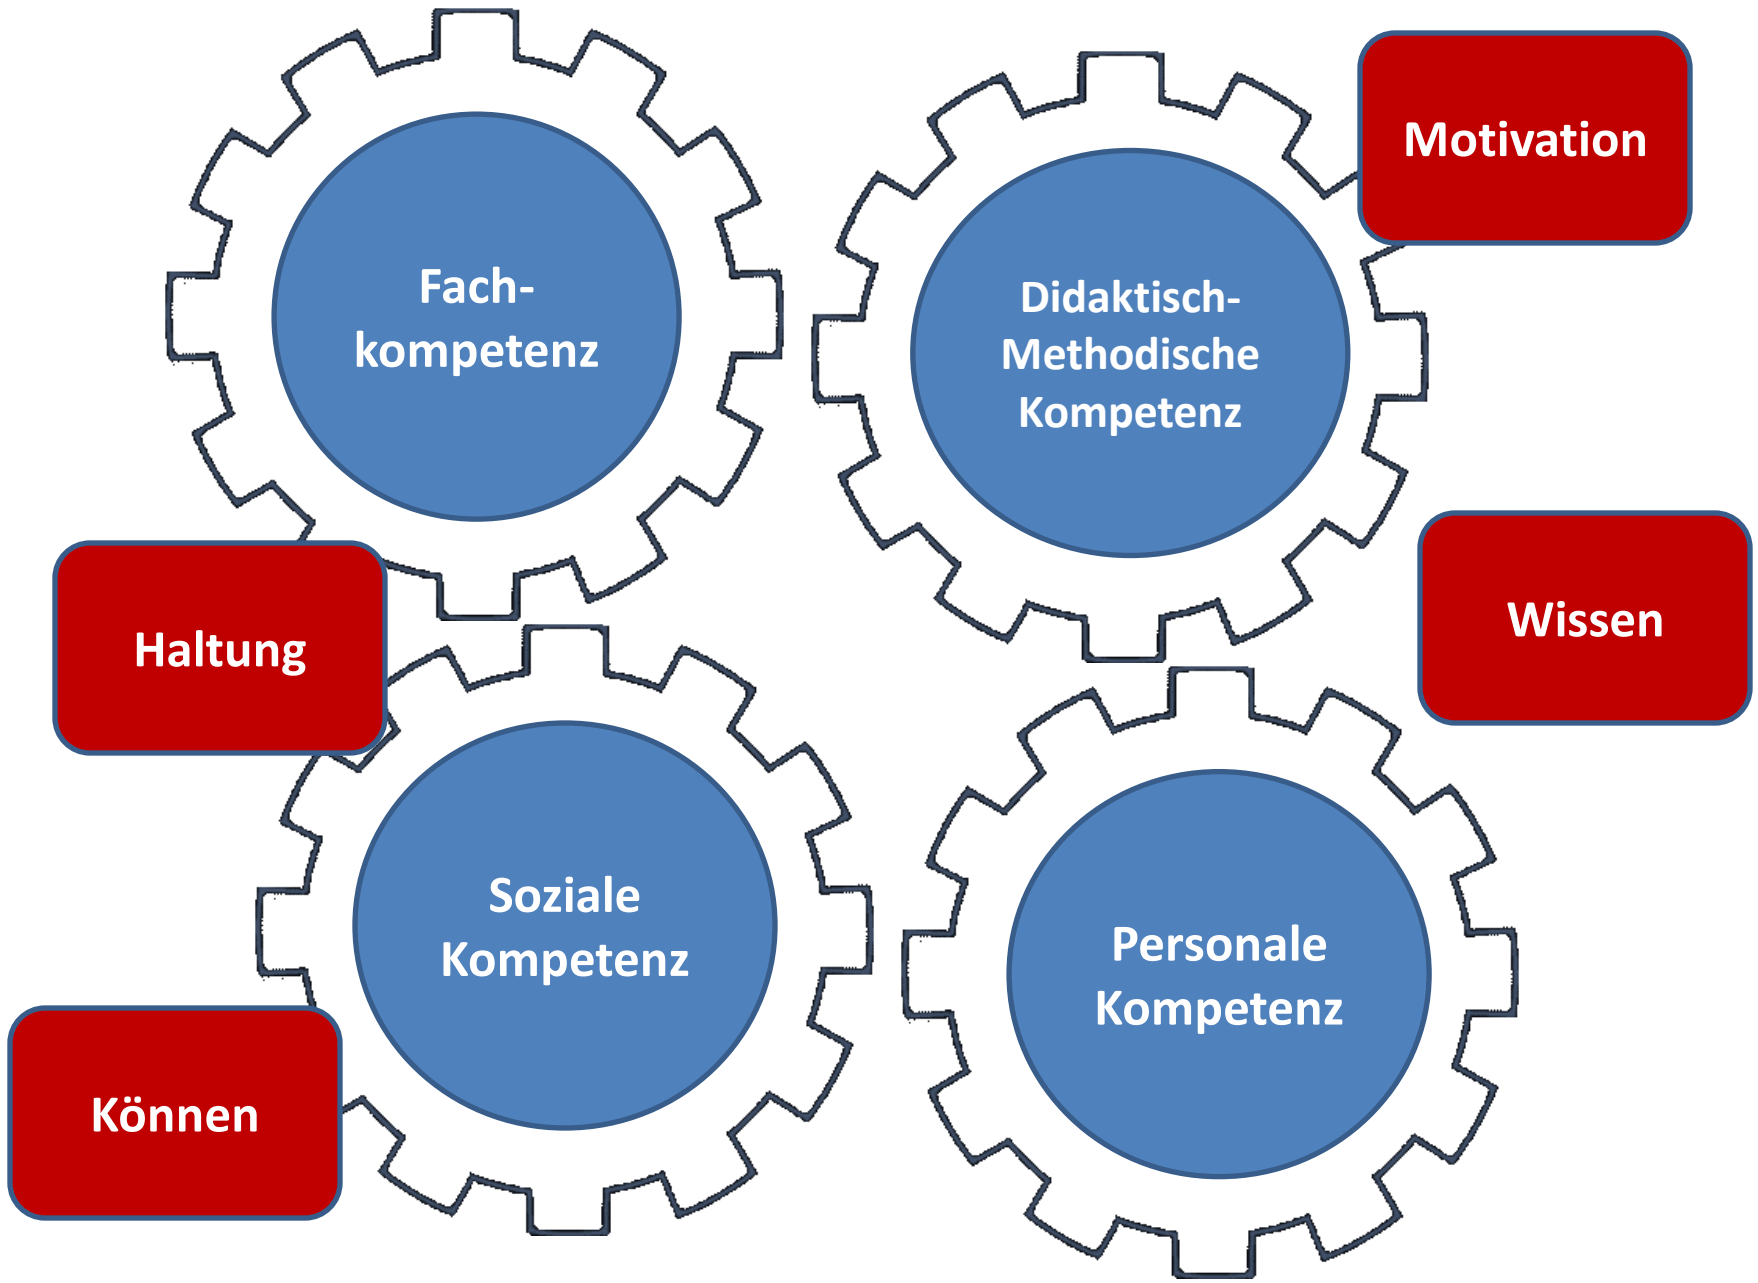 Motivation
Fach-
kompetenz
Didaktisch-
Methodische
Kompetenz
Haltung
Wissen
Soziale
Kompetenz
Personale
Kompetenz
Können